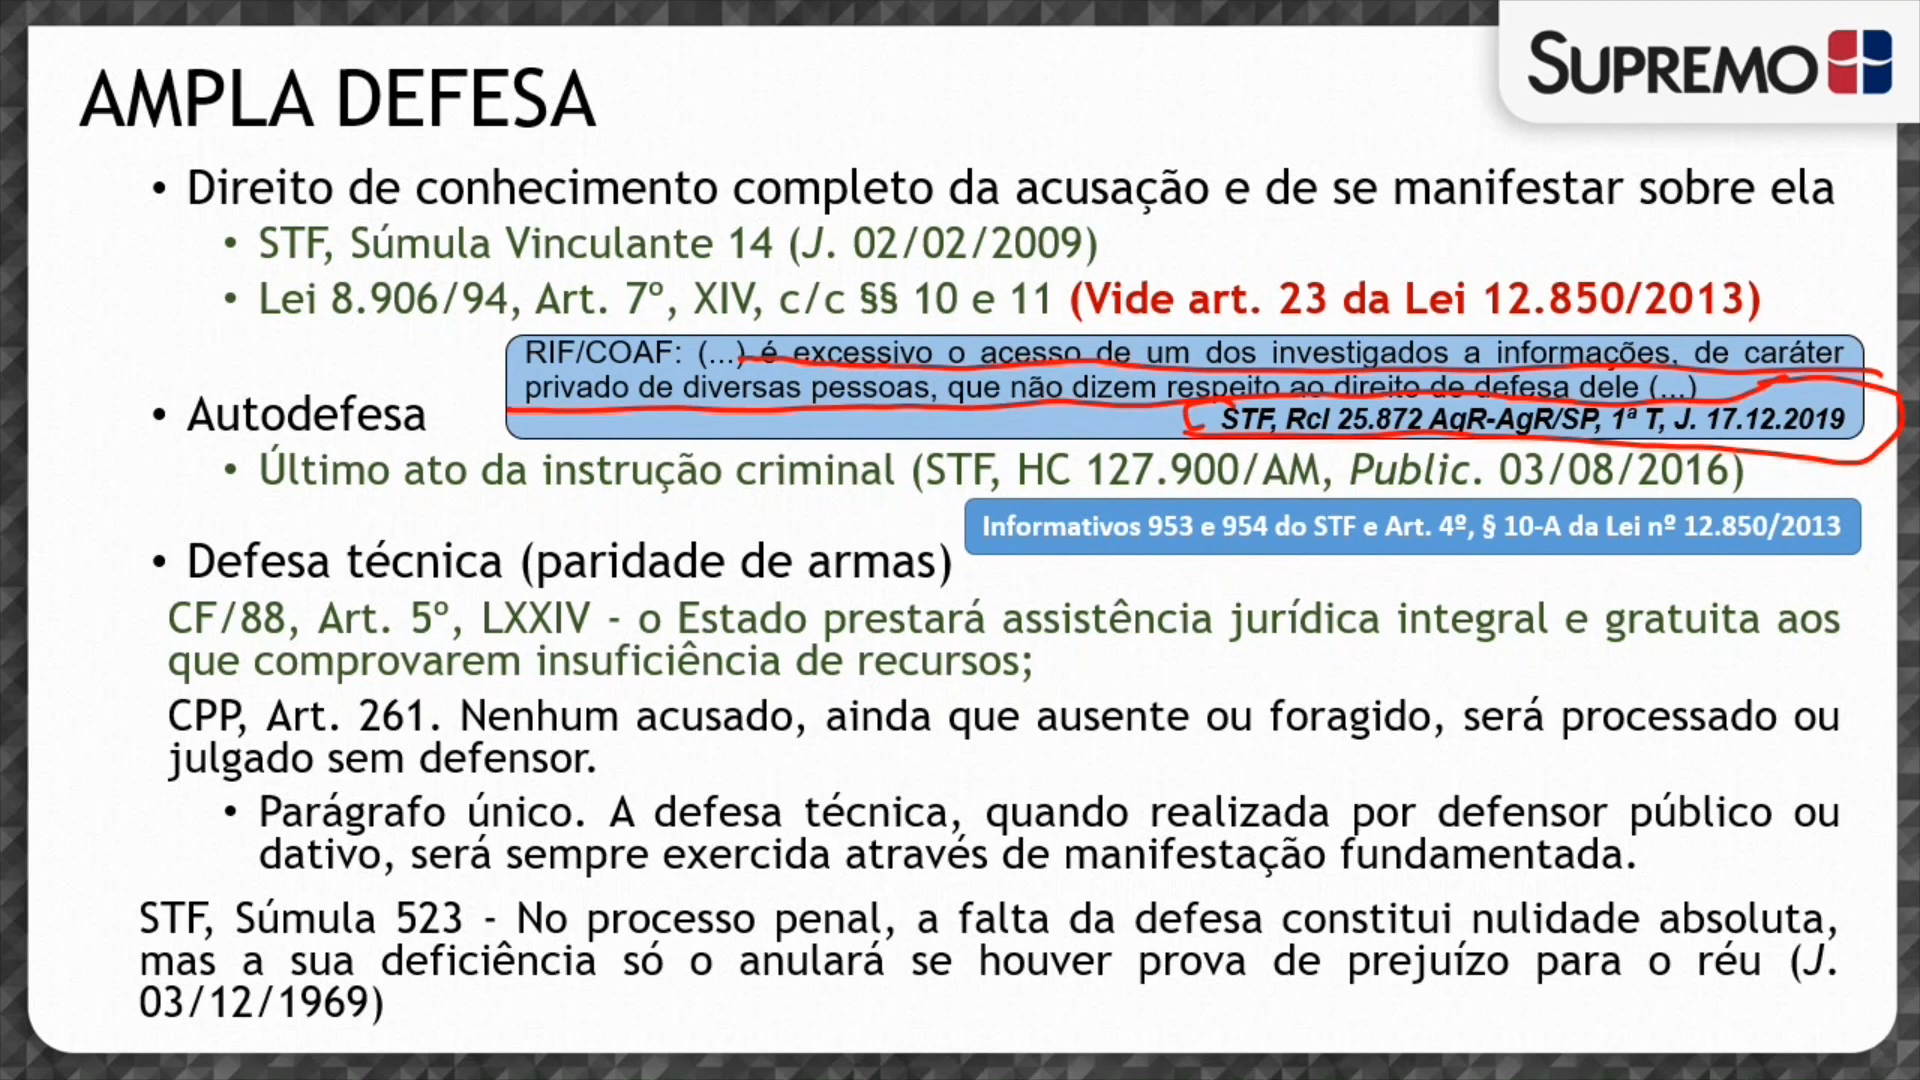 SUPREMO
AMPLA DEFESA
• Direito de conhecimento completo da acusação e de se manifestar sobre ela
• STF, Súmula Vinculante 14 (J. 02/02/2009)
• Lei 8.906/94, Art. 7º, XIV, c/c §§ 10 e 11 (Vide art. 23 da Lei 12.850/2013)
RIF/COAF: (...) é excessivo o acesso de um dos investigados a informações, de caráter
privado de diversas pessoas, que não dizem respeito ao direito de defesa dele (...)
STF, Rcl 25.872 AgR-AgR/SP, 1ª T, J. 17.12.2019
• Autodefesa
• Último ato da instrução criminal (STF, HC 127.900/AM, Public. 03/08/2016)
Informativos 953 e 954 do STF e Art. 4º, § 10-A da Lei nº 12.850/2013
• Defesa técnica (paridade de armas)
CF/88, Art. 5º, LXXIV - o Estado prestará assistência jurídica integral e gratuita aos
que comprovarem insuficiência de recursos;
CPP, Art. 261. Nenhum acusado, ainda que ausente ou foragido, será processado ou
julgado sem defensor.
• Parágrafo único. A defesa técnica, quando realizada por defensor público ou
dativo, será sempre exercida através de manifestação fundamentada.
STF, Súmula 523 - No processo penal, a falta da defesa constitui nulidade absoluta,
mas a sua deficiência só o anulará se houver prova de prejuízo para o réu (J.
03/12/1969)